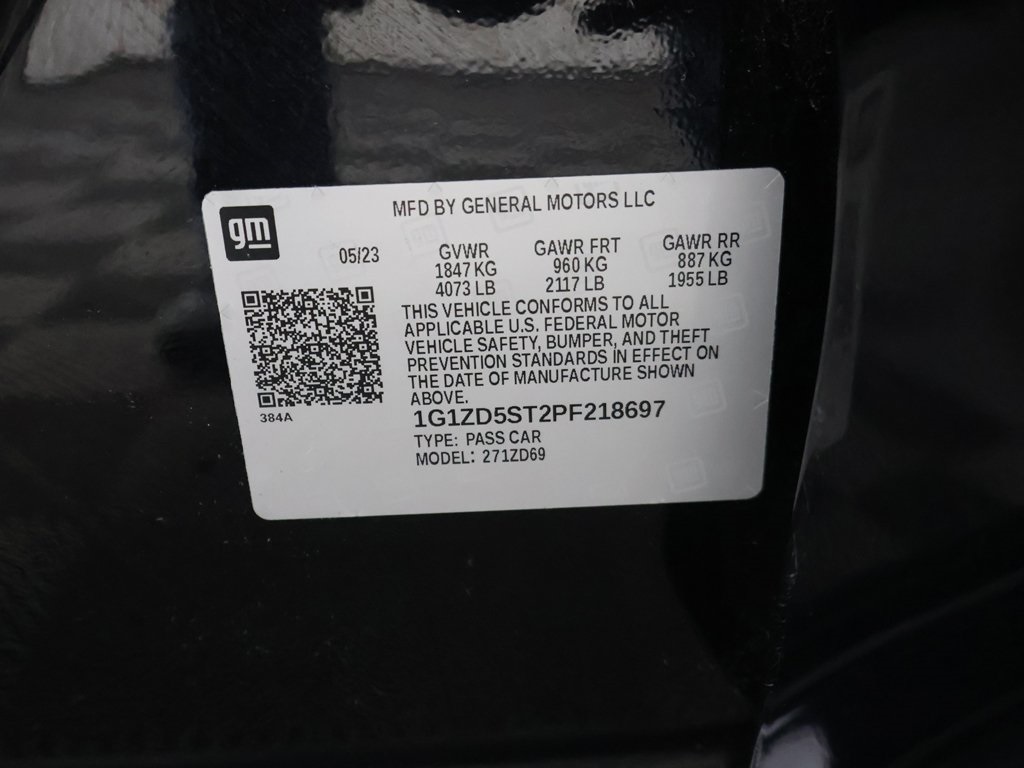 MFD BY GENERAL MOTORS LLC
gm
05/23
GVWR GAWR FRT GAWR RR
1847 KG 960 KG 887 KG
4073 LB 2117 LB 1955 LB
THIS VEHICLE CONFORMS TO ALL
APPLICABLE U.S. FEDERAL MOTOR
VEHICLE SAFETY, BUMPER, AND THEFT
PREVENTION STANDARDS IN EFFECT ON
THE DATE OF MANUFACTURE SHOWN
ABOVE.
384A
1G1ZD5ST2PF218697
TYPE: PASS CAR
MODEL: 271ZD69